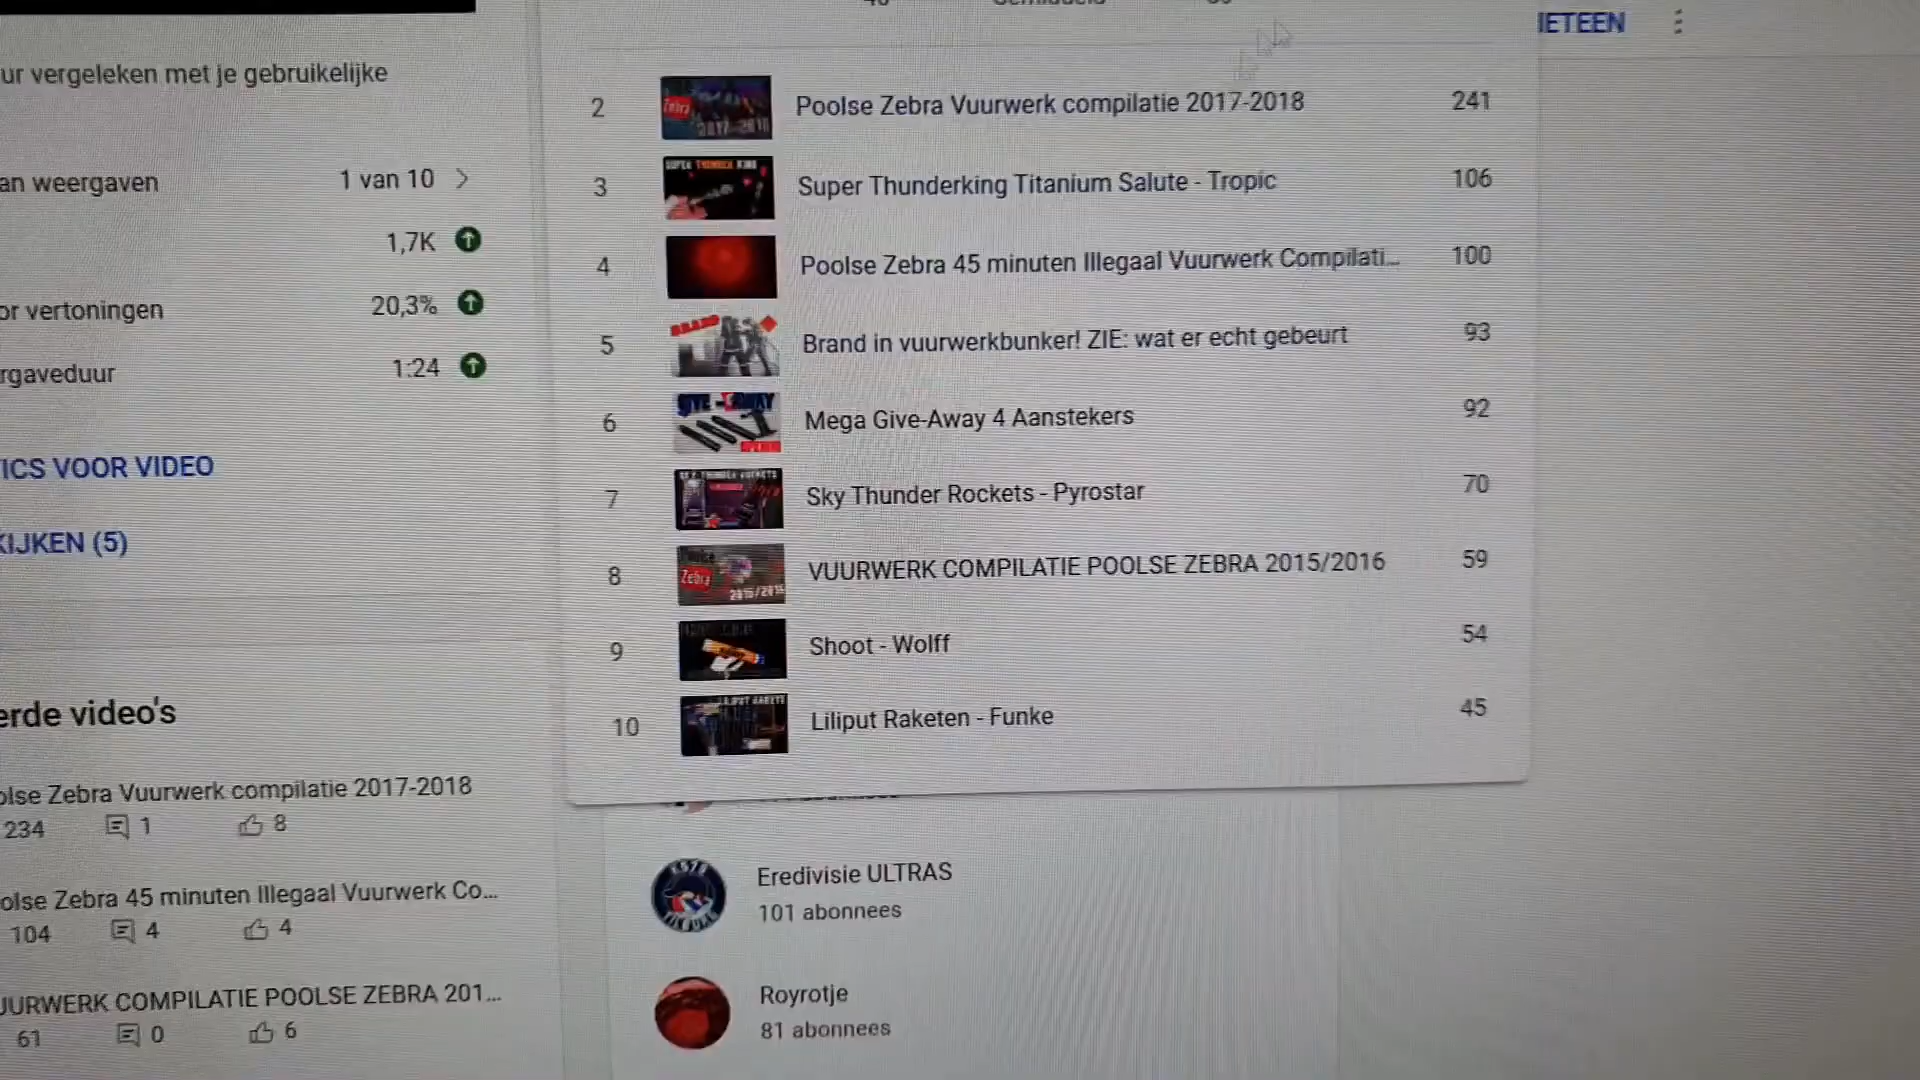 IETEEN
ur vergeleken met je gebruikelijke
an weergaven 1 van 10
1,7K
or vertoningen 20,3%
rgaveduur 1:24
ICS VOOR VIDEO
KIJKEN (5)
2 Poolse Zebra Vuurwerk compilatie 2017-2018 241
3 Super Thunderking Titanium Salute - Tropic 106
4 Poolse Zebra 45 minuten Illegaal Vuurwerk Compilati... 100
5 Brand in vuurwerkbunker! ZIE: wat er echt gebeurt 93
6 Mega Give-Away 4 Aanstekers 92
7 Sky Thunder Rockets - Pyrostar 70
8 VUURWERK COMPILATIE POOLSE ZEBRA 2015/2016 59
9 Shoot - Wolff 54
10 Liliput Raketen - Funke 45
erde video's
olse Zebra Vuurwerk compilatie 2017-2018
234 1 8
olse Zebra 45 minuten Illegaal Vuurwerk Co...
104 4 4
UURWERK COMPILATIE POOLSE ZEBRA 201...
61 0 6
Eredivisie ULTRAS
101 abonnees
Royrotje
81 abonnees